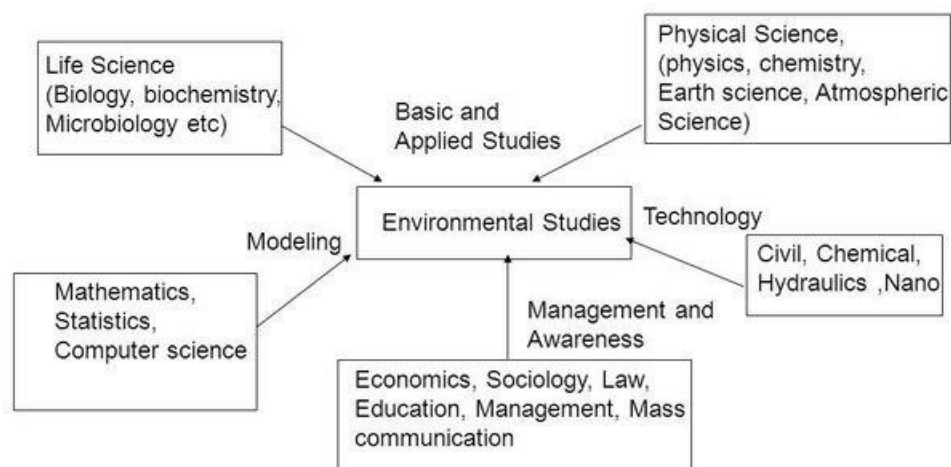 Life Science
(Biology, biochemistry,
Microbiology etc)
Basic and
Applied Studies
Physical Science,
(physics, chemistry,
Earth science, Atmospheric
Science)
Environmental Studies
Technology
Modeling
Civil, Chemical,
Hydraulics ,Nano
Mathematics,
Statistics,
Computer science
Management and
Awareness
Economics, Sociology, Law,
Education, Management, Mass
communication